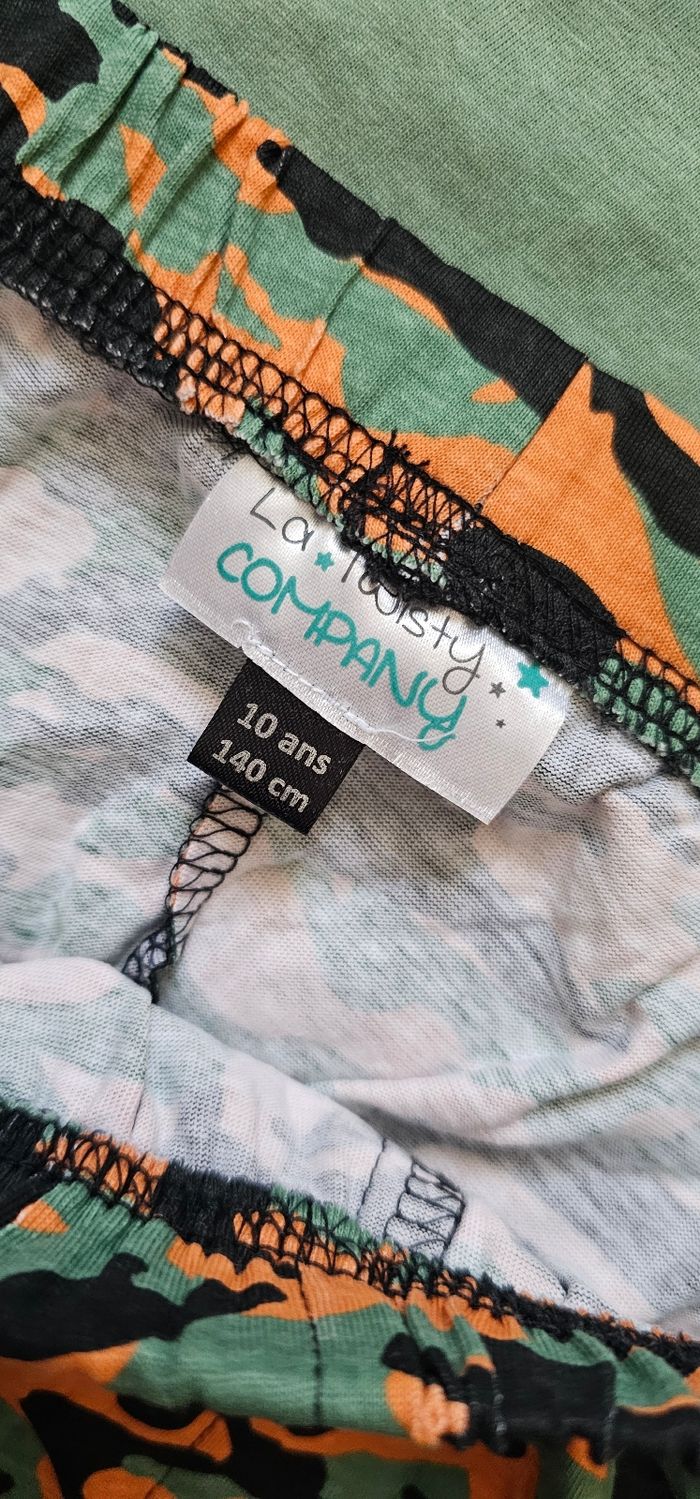 La Twisty
COMPANY
10 ans
140 cm